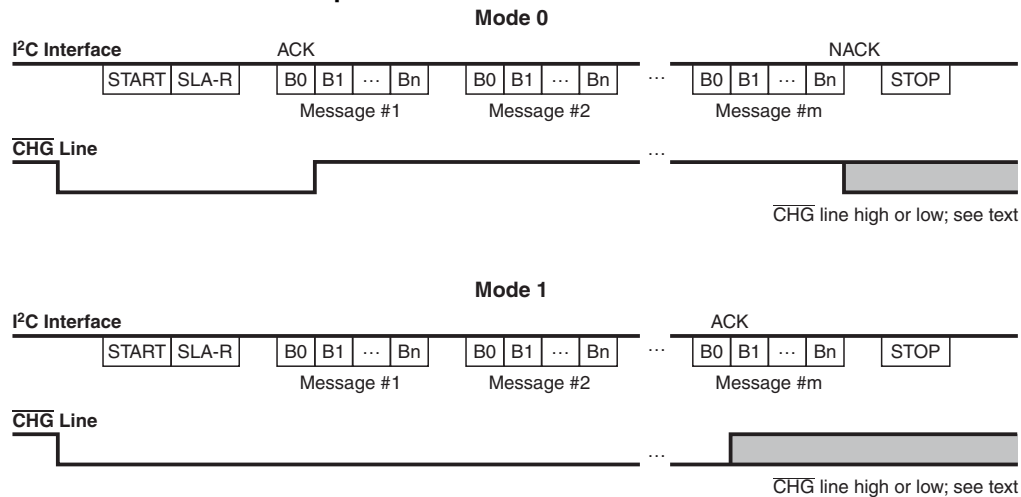 Mode 0
I²C Interface ACK NACK
START SLA-R B0 B1 ... Bn B0 B1 ... Bn ... B0 B1 ... Bn STOP
Message #1 Message #2 Message #m
CHG Line
...
CHG line high or low; see text
Mode 1
I²C Interface ACK
START SLA-R B0 B1 ... Bn B0 B1 ... Bn ... B0 B1 ... Bn STOP
Message #1 Message #2 Message #m
CHG Line
...
CHG line high or low; see text